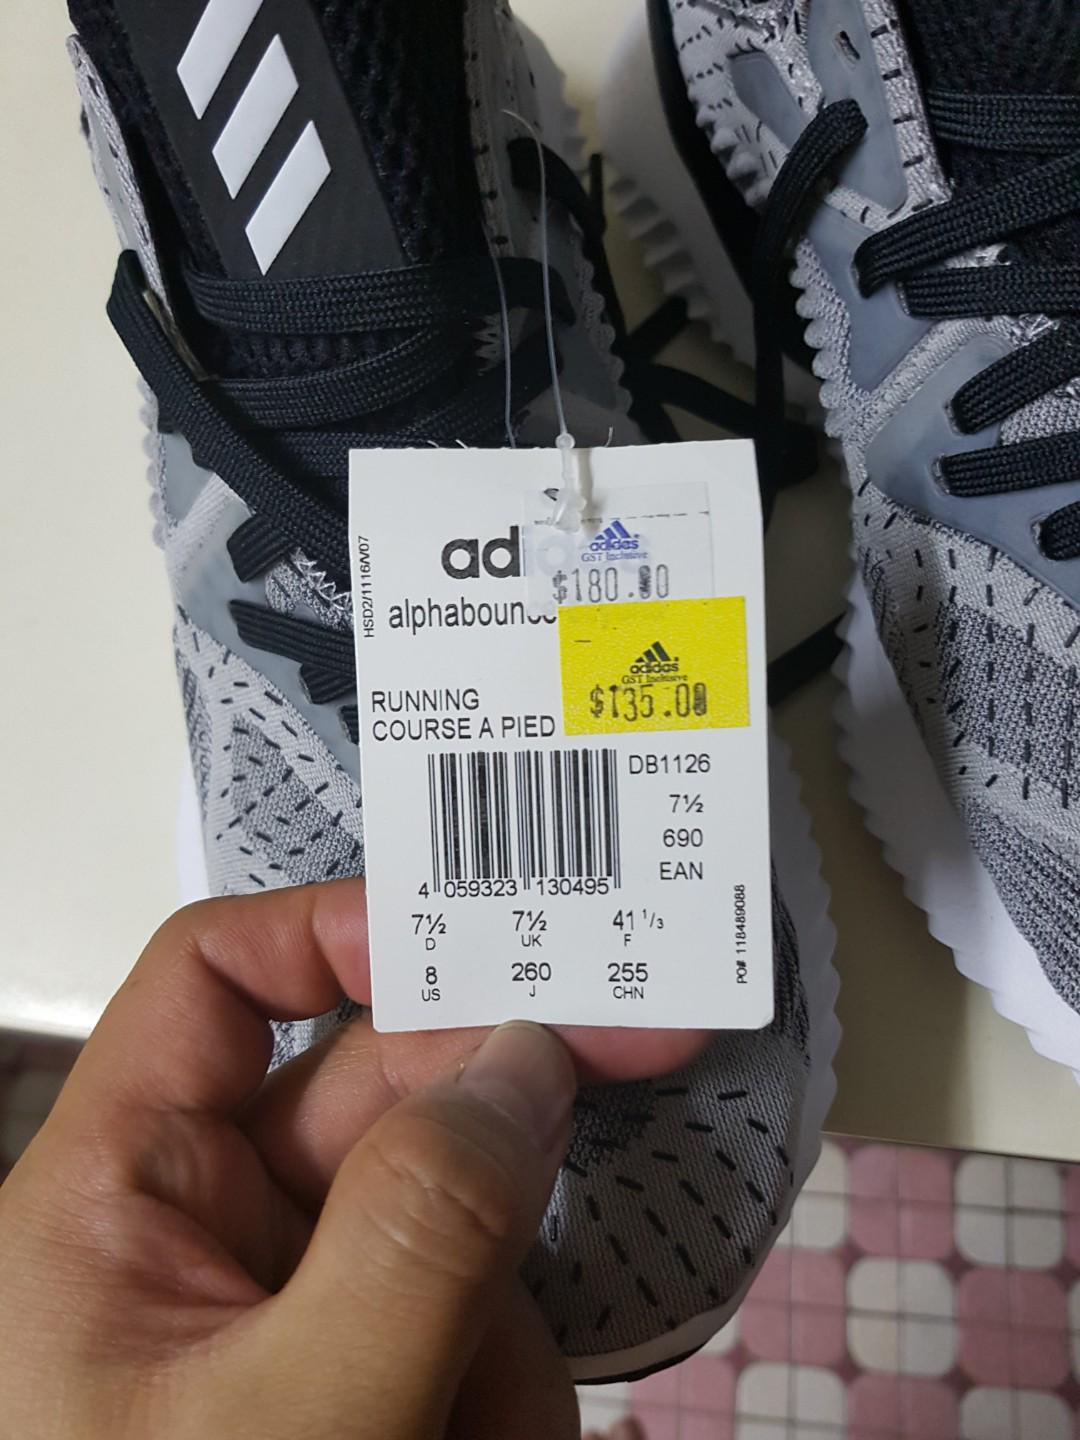 adi
alphabounce
HSD2/1116/V07
adidas
GST Inclusive
$180.00
adidas
GST Inclusive
$135.00
RUNNING
COURSE A PIED
DB1126
7½
690
EAN
4 059323 130495
7½ 7½ 41 1/3
D UK F
8 260 255
US J CHN
PO# 118489088